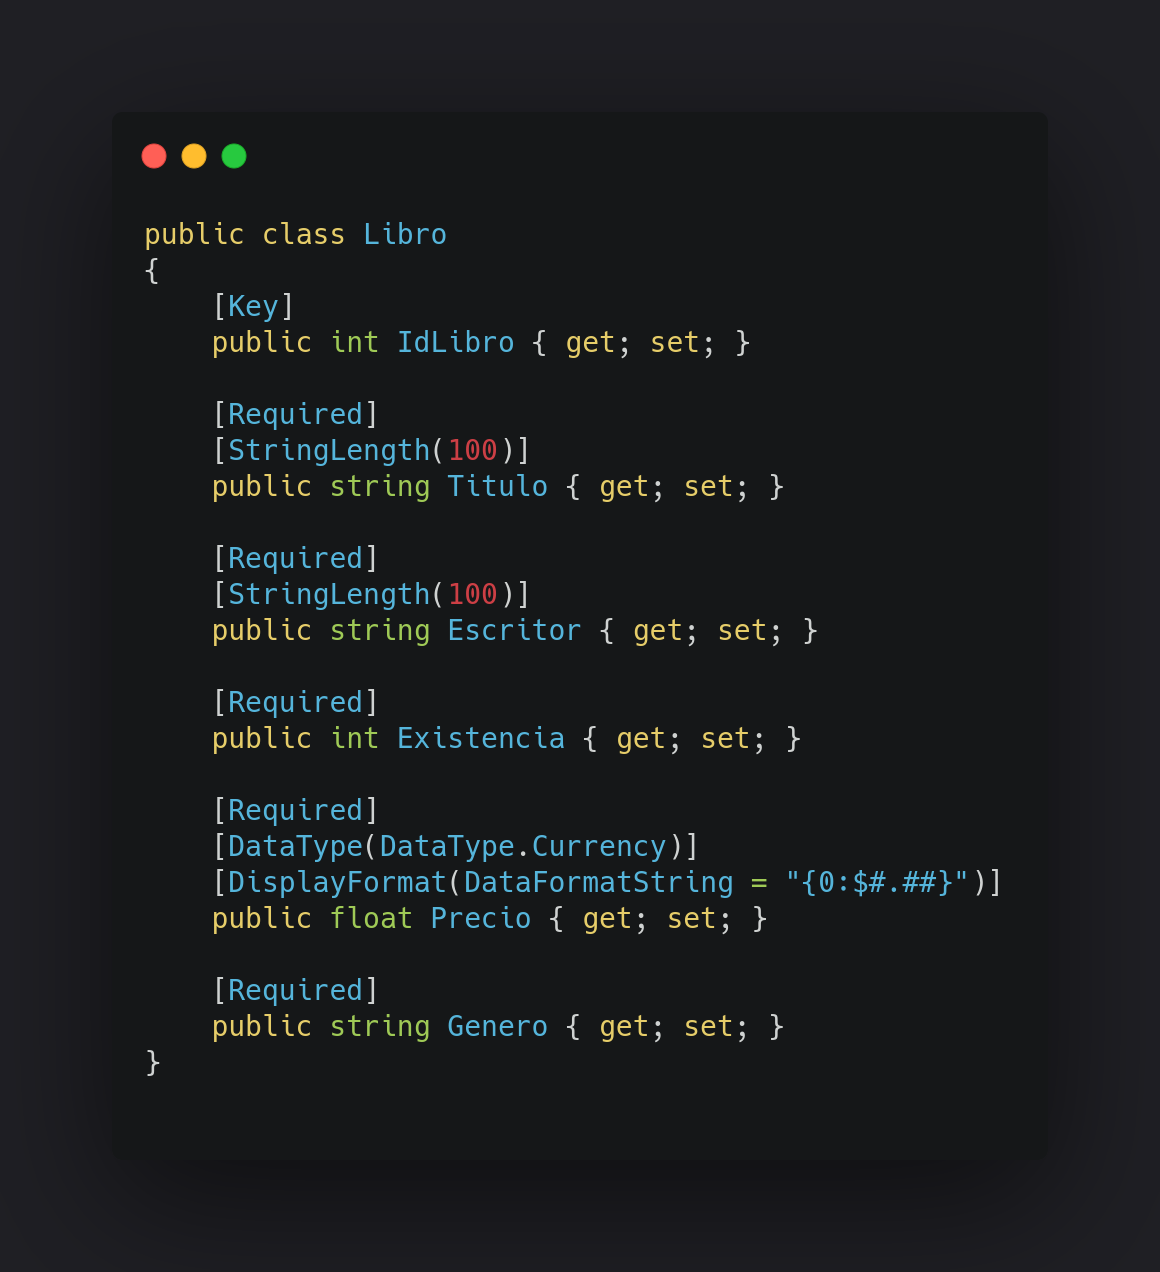 public class Libro
{
    [Key]
    public int IdLibro { get; set; }

    [Required]
    [StringLength(100)]
    public string Titulo { get; set; }

    [Required]
    [StringLength(100)]
    public string Escritor { get; set; }

    [Required]
    public int Existencia { get; set; }

    [Required]
    [DataType(DataType.Currency)]
    [DisplayFormat(DataFormatString = "{0:$#.##}")]
    public float Precio { get; set; }

    [Required]
    public string Genero { get; set; }
}